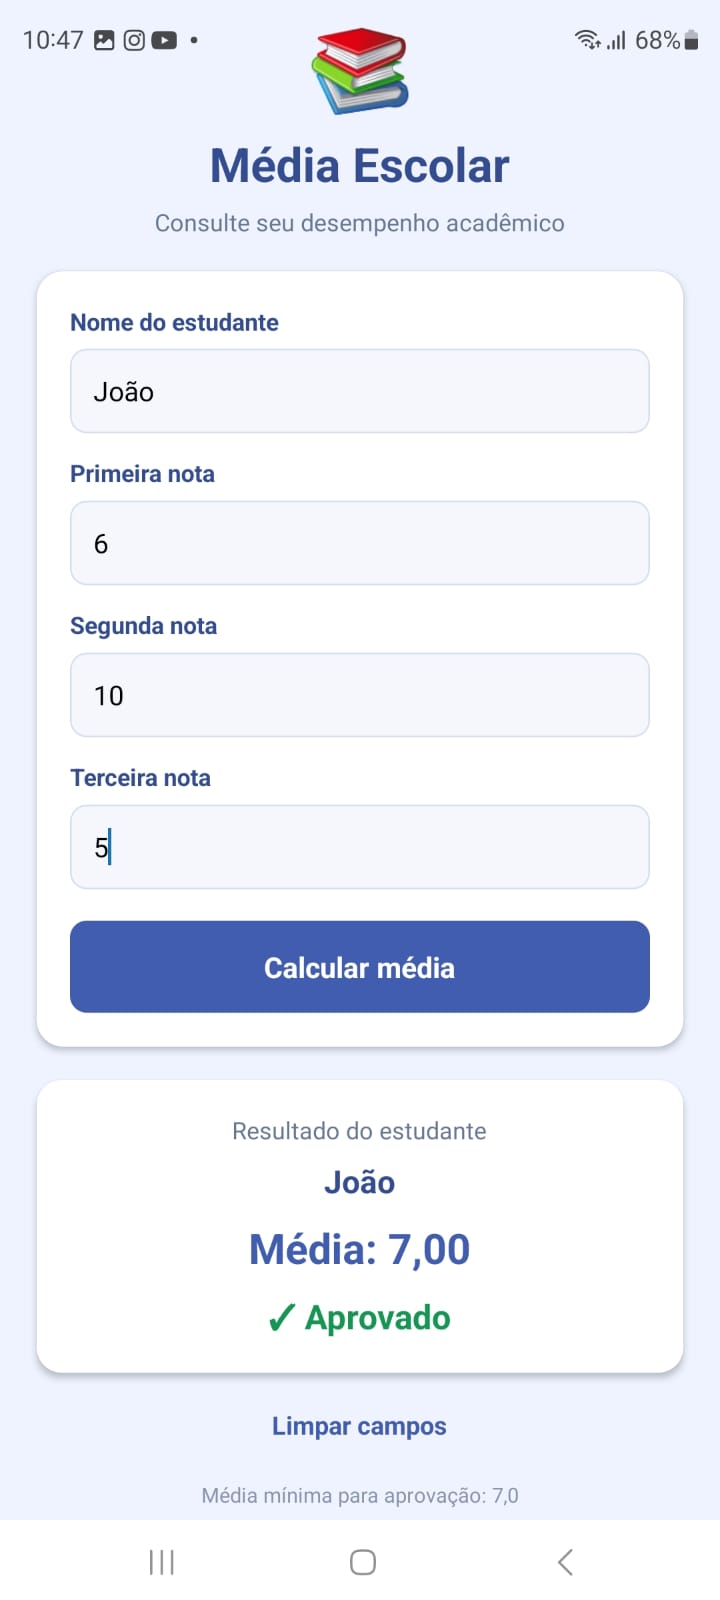 10:47 68%
Média Escolar
Consulte seu desempenho acadêmico
Nome do estudante
João
Primeira nota
6
Segunda nota
10
Terceira nota
5
Calcular média
Resultado do estudante
João
Média: 7,00
✓ Aprovado
Limpar campos
Média mínima para aprovação: 7,0